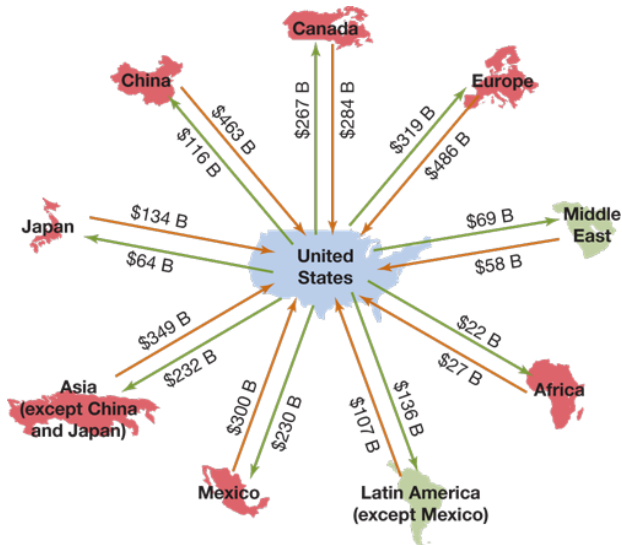 Canada
China
Europe
$267 B
$284 B
$463 B
$116 B
$319 B
$486 B
Japan
$134 B
$64 B
$69 B
$58 B
Middle
East
United
States
$349 B
$232 B
$22 B
$27 B
Asia
(except China
and Japan)
$300 B
$230 B
$107 B
$136 B
Africa
Mexico
Latin America
(except Mexico)